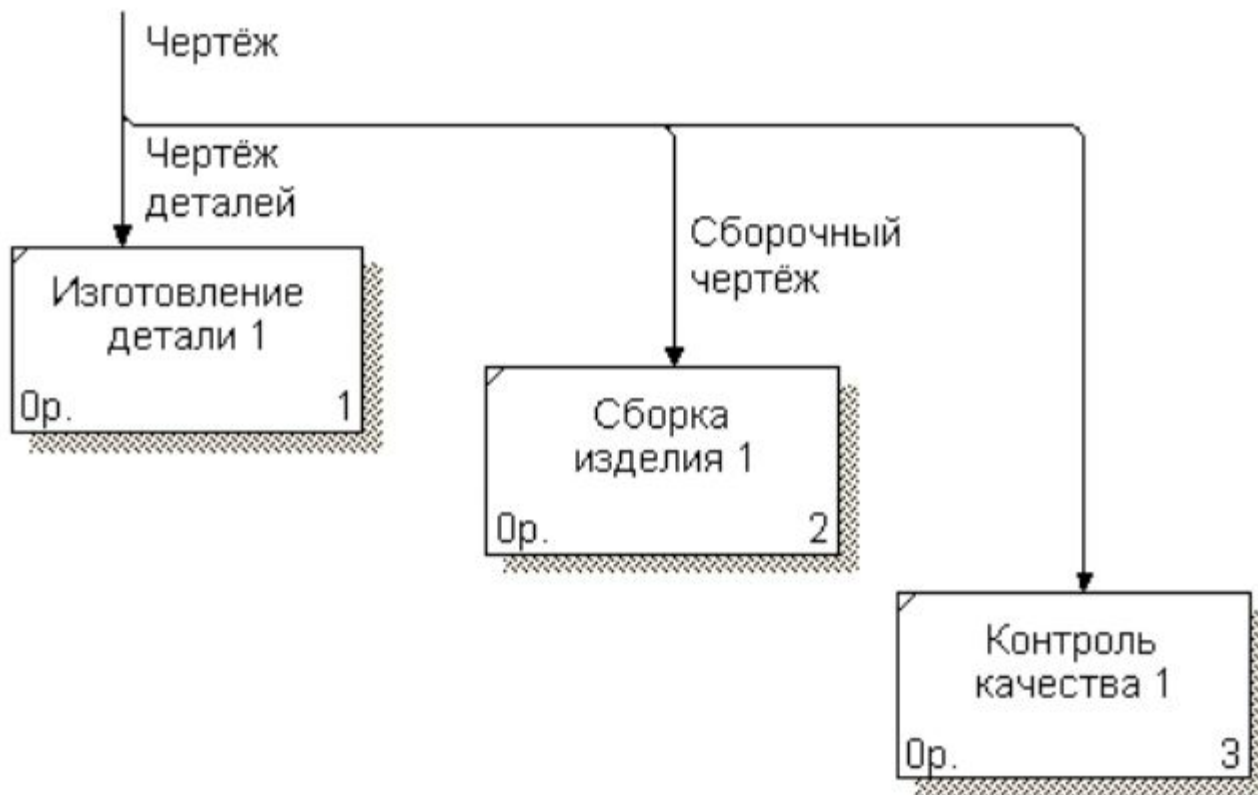 Чертёж
Чертёж
деталей
Сборочный
чертёж
Изготовление
детали 1
0р. 1
Сборка
изделия 1
0р. 2
Контроль
качества 1
0р. 3